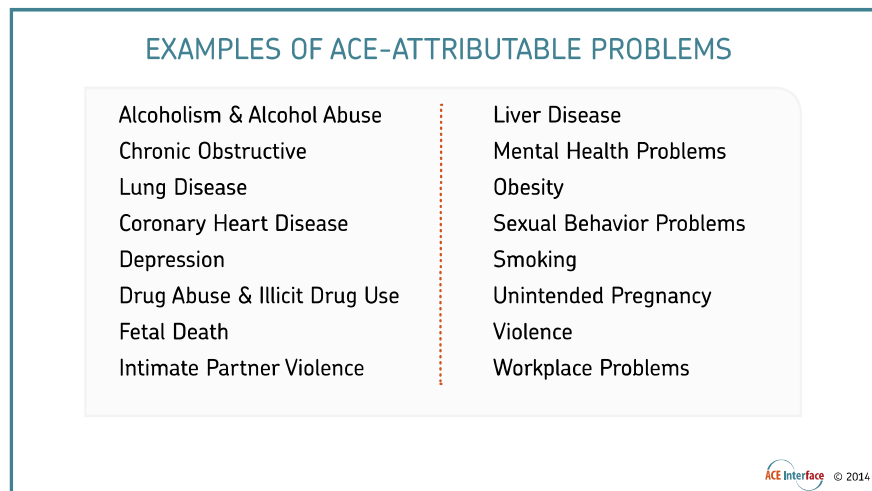 EXAMPLES OF ACE-ATTRIBUTABLE PROBLEMS
Alcoholism & Alcohol Abuse
Chronic Obstructive
Lung Disease
Coronary Heart Disease
Depression
Drug Abuse & Illicit Drug Use
Fetal Death
Intimate Partner Violence
Liver Disease
Mental Health Problems
Obesity
Sexual Behavior Problems
Smoking
Unintended Pregnancy
Violence
Workplace Problems
ACE Interface © 2014